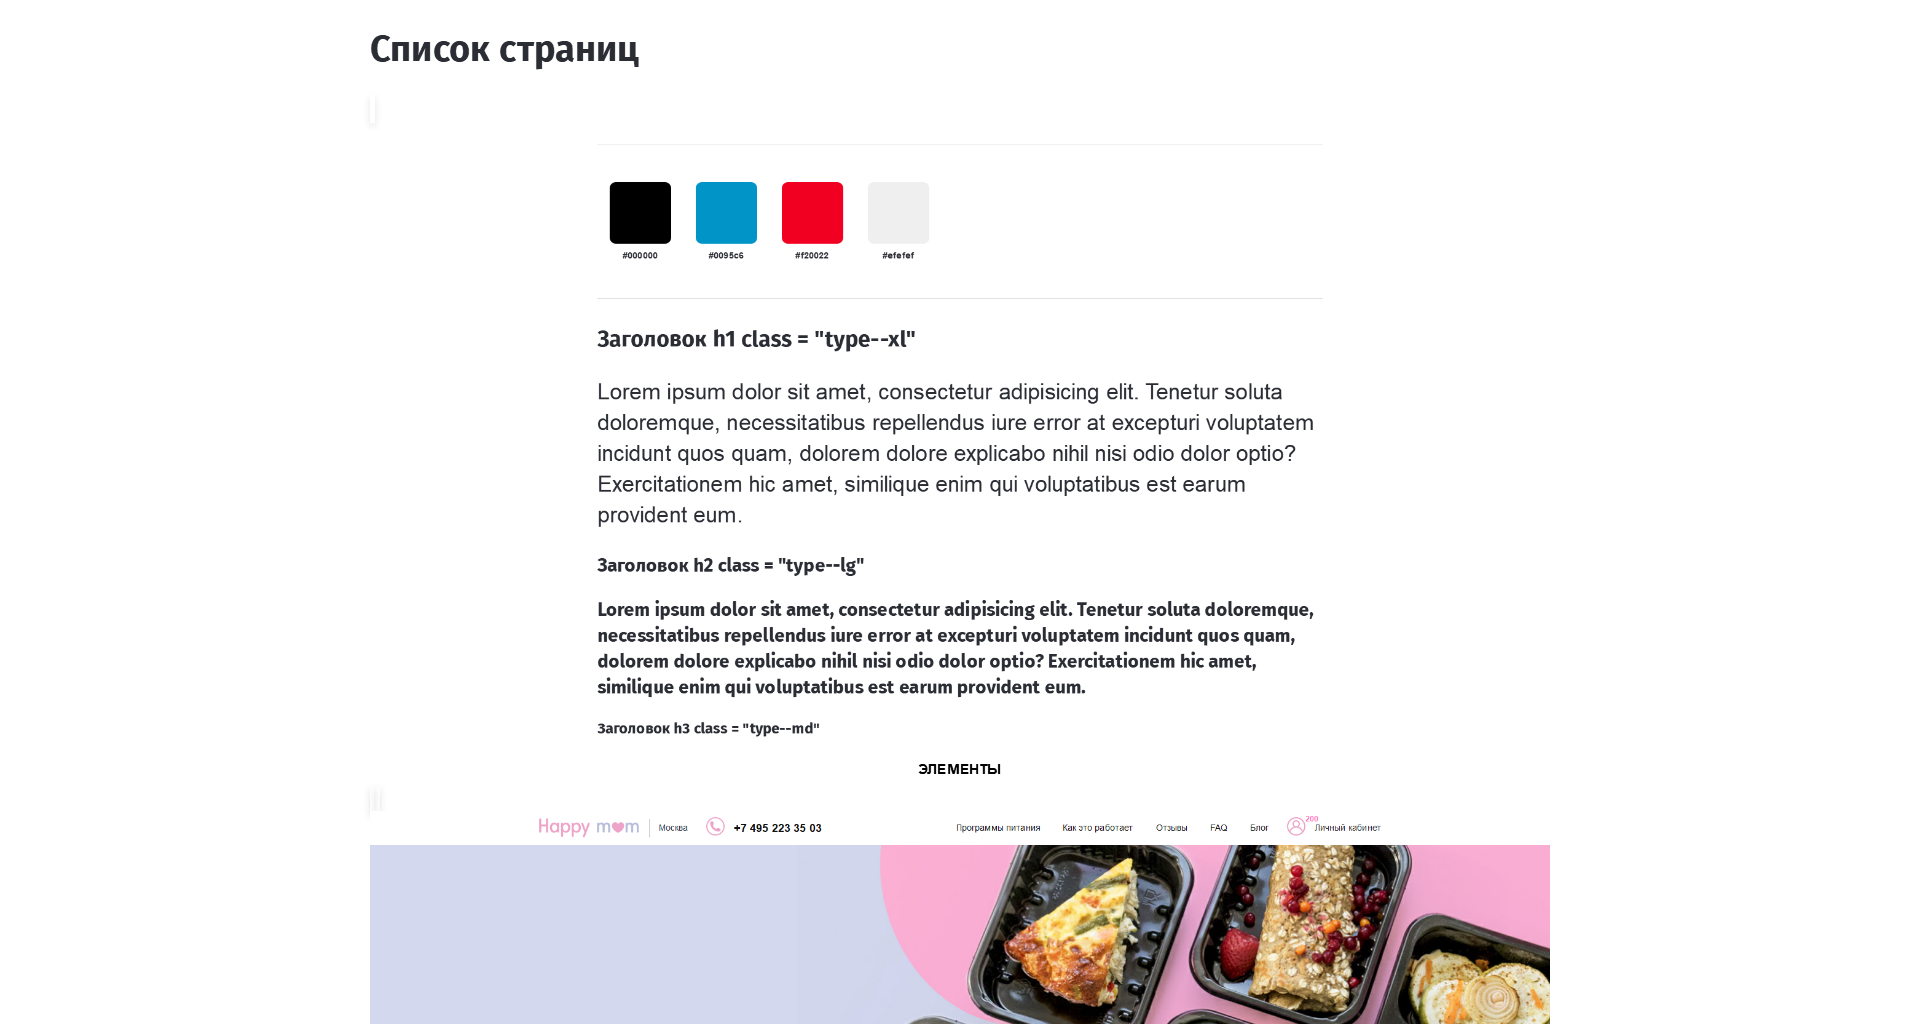 Список страниц
#000000
#0095c6
#f20022
#efefef
Заголовок h1 class = "type--xl"
Lorem ipsum dolor sit amet, consectetur adipisicing elit. Tenetur soluta
doloremque, necessitatibus repellendus iure error at excepturi voluptatem
incidunt quos quam, dolorem dolore explicabo nihil nisi odio dolor optio?
Exercitationem hic amet, similique enim qui voluptatibus est earum
provident eum.
Заголовок h2 class = "type--lg"
Lorem ipsum dolor sit amet, consectetur adipisicing elit. Tenetur soluta doloremque,
necessitatibus repellendus iure error at excepturi voluptatem incidunt quos quam,
dolorem dolore explicabo nihil nisi odio dolor optio? Exercitationem hic amet,
similique enim qui voluptatibus est earum provident eum.
Заголовок h3 class = "type--md"
ЭЛЕМЕНТЫ
Happy mom
Москва
+7 495 223 35 03
Программы питания
Как это работает
Отзывы
FAQ
Блог
200
Личный кабинет